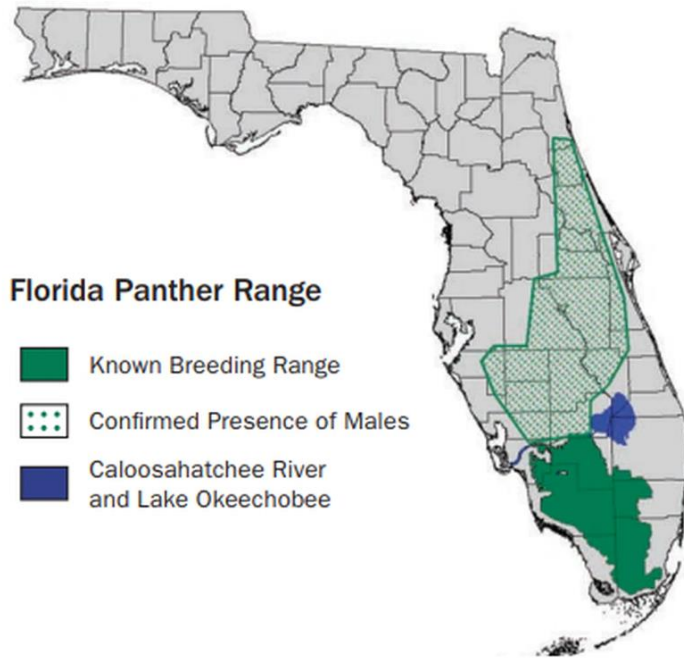 Florida Panther Range
Known Breeding Range
Confirmed Presence of Males
Caloosahatchee River
and Lake Okeechobee